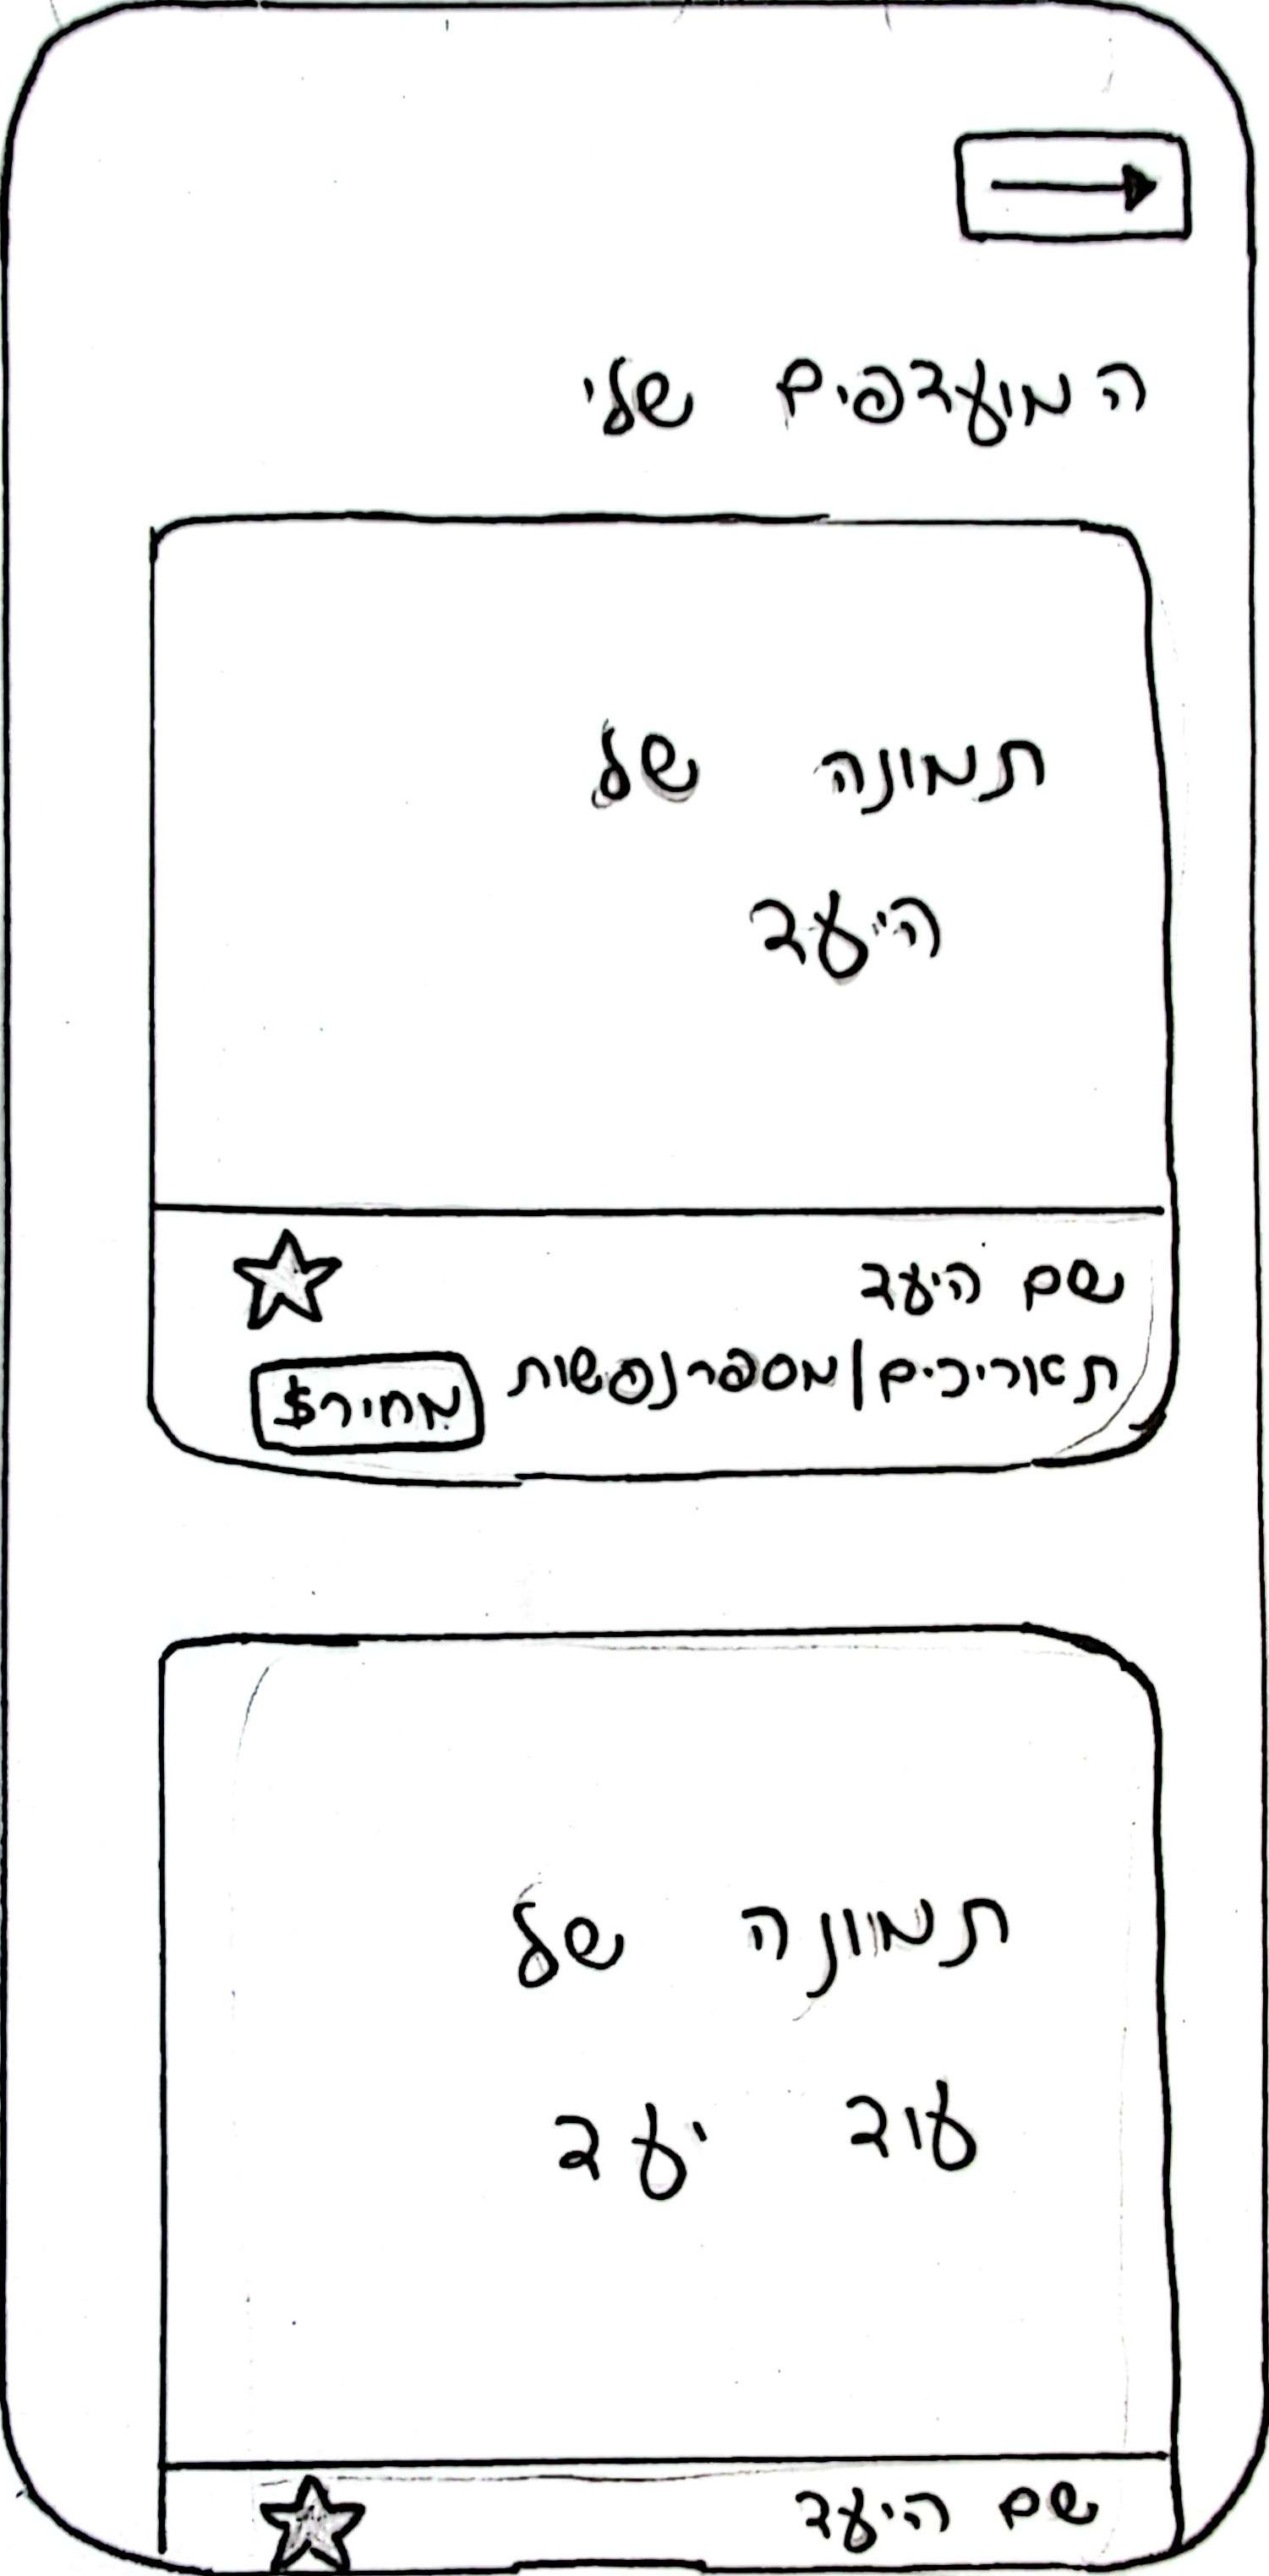 המועדפים שלי
תמונה של
היעד
שם היעד
תאריכים|מספר נפשות
מחיר$
תמונה של
עוד יעד
שם היעד